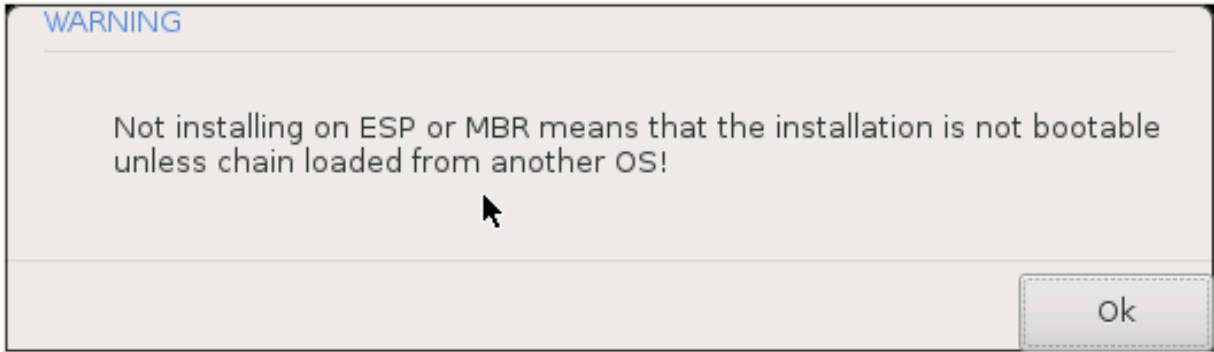 WARNING
Not installing on ESP or MBR means that the installation is not bootable
unless chain loaded from another OS!
Ok